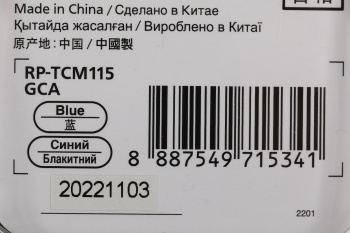 Made in China / Сделано в Китае
Қытайда жасалған / Вироблено в Китаї
原产地: 中国 / 中國製
RP-TCM115
GCA
Blue
蓝
Синий
Блакитний
8 887549 715341
20221103
2201